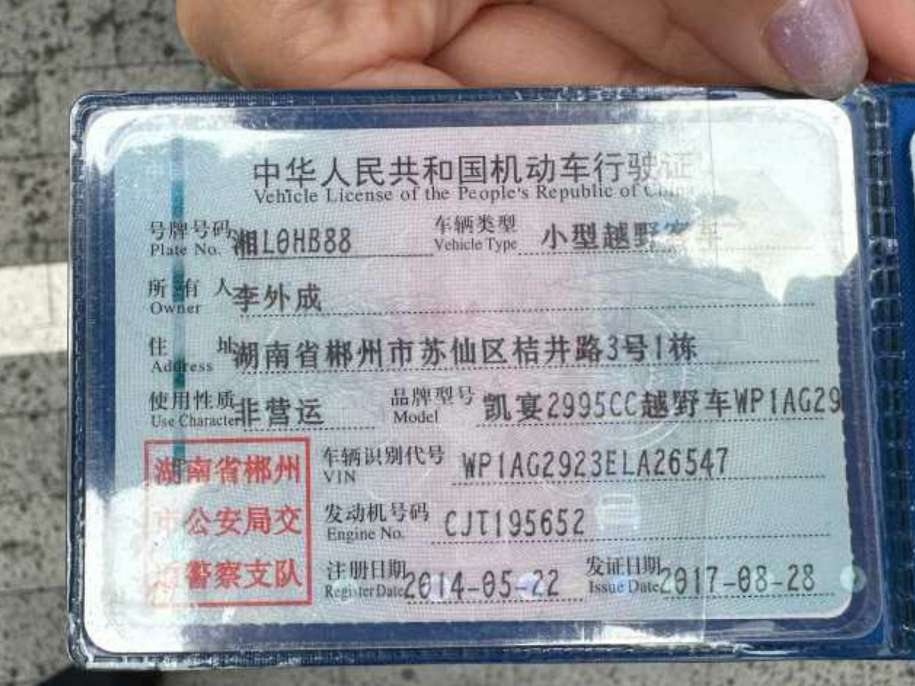 中华人民共和国机动车行驶证
Vehicle License of the People's Republic of China
号牌号码 湘L0HB88 车辆类型 小型越野客车
Plate No. Vehicle Type
所有人 李外成
Owner
住址 湖南省郴州市苏仙区桔井路3号1栋
Address
使用性质 非营运 品牌型号 凯宴2995CC越野车WP1AG29
Use Character Model
湖南省郴州 车辆识别代号 WP1AG2923ELA26547
VIN
市公安局交 发动机号码 CJT195652
Engine No.
通警察支队 注册日期 2014-05-22 发证日期 2017-08-28
Register Date Issue Date